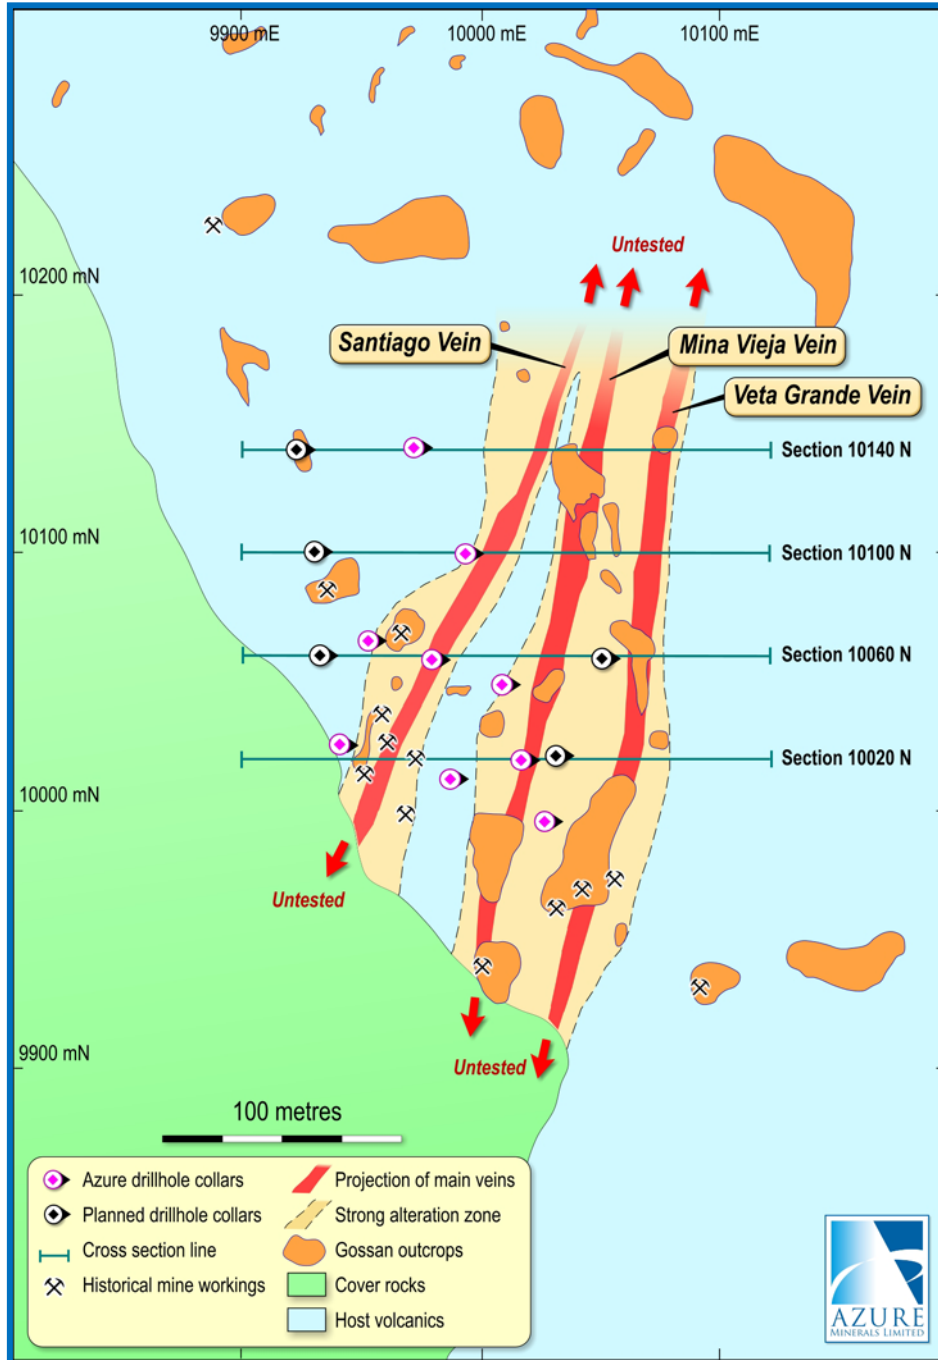 9900 mE
10000 mE
10100 mE
10200 mN
Untested
Santiago Vein
Mina Vieja Vein
Veta Grande Vein
Section 10140 N
10100 mN
Section 10100 N
Section 10060 N
Section 10020 N
10000 mN
Untested
9900 mN
Untested
100 metres
Azure drillhole collars
Planned drillhole collars
Cross section line
Historical mine workings
Projection of main veins
Strong alteration zone
Gossan outcrops
Cover rocks
Host volcanics
AZURE
MINERALS LIMITED